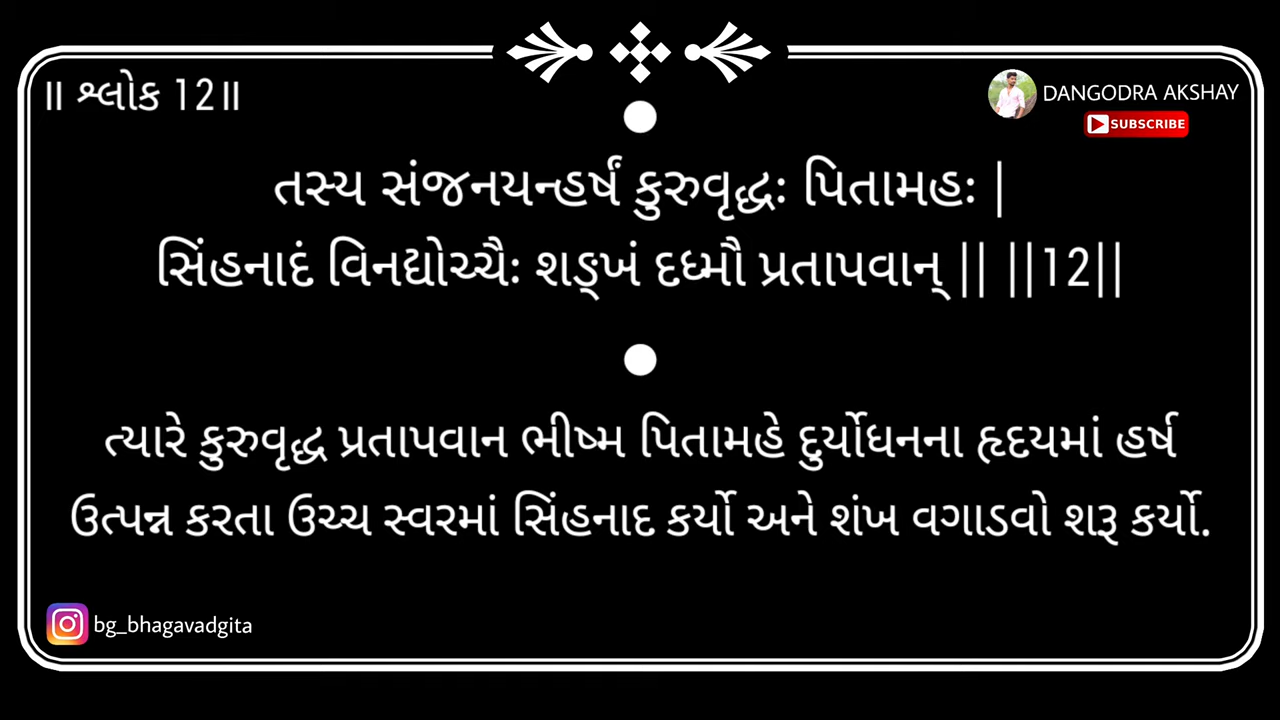 ॥ શ્લોક 12॥
DANGODRA AKSHAY
SUBSCRIBE
તસ્ય સંજનયન્હર્ષં કુરુવૃદ્ધઃ પિતામહઃ |
સિંહનાદં વિનદ્યોચ્ચૈઃ શઙ્ખં દધ્મૌ પ્રતાપવાન્ || ||12||
ત્યારે કુરુવૃદ્ધ પ્રતાપવાન ભીષ્મ પિતામહે દુર્યોધનના હૃદયમાં હર્ષ
ઉત્પન્ન કરતા ઉચ્ચ સ્વરમાં સિંહનાદ કર્યો અને શંખ વગાડવો શરૂ કર્યો.
bg_bhagavadgita